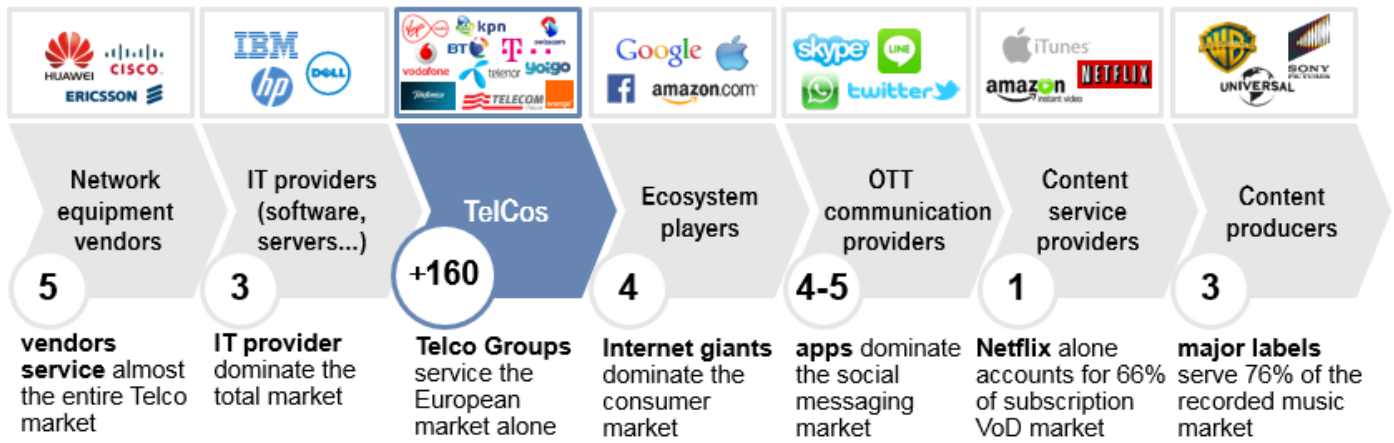 HUAWEI
CISCO.
ERICSSON
IBM
hp
DELL
kpn
swisscom
vodafone
BT
T
telenor
yoigo
Telefónica
TELECOM
orange
Google
amazon.com
skype
LINE
twitter
iTunes
amazon
instant video
NETFLIX
WB
UNIVERSAL
SONY
PICTURES
Network
equipment
vendors
IT providers
(software,
servers...)
TelCos
Ecosystem
players
OTT
communication
providers
Content
service
providers
Content
producers
5
3
+160
4
4-5
1
3
vendors
service almost
the entire Telco
market
IT provider
dominate the
total market
Telco Groups
service the
European
market alone
Internet giants
dominate the
consumer
market
apps dominate
the social
messaging
market
Netflix alone
accounts for 66%
of subscription
VoD market
major labels
serve 76% of the
recorded music
market